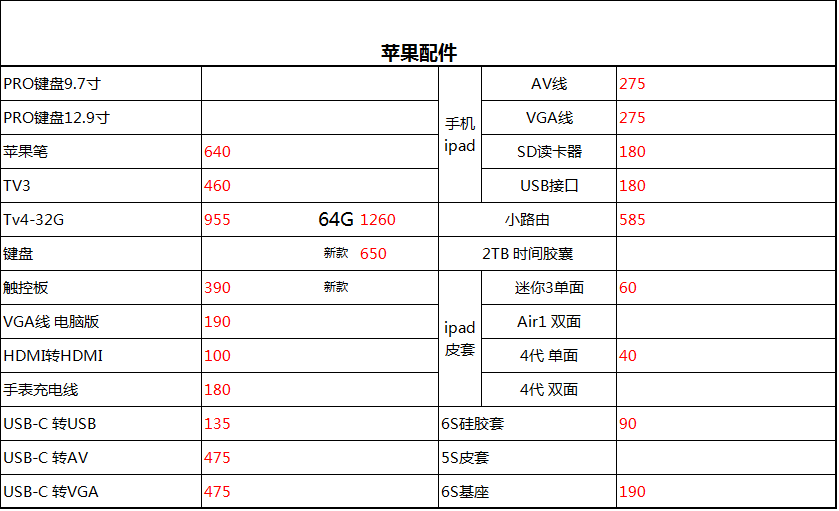 苹果配件
PRO键盘9.7寸 AV线 275
PRO键盘12.9寸 手机 ipad VGA线 275
苹果笔 640 SD读卡器 180
TV3 460 USB接口 180
Tv4-32G 955 64G 1260 小路由 585
键盘 新款 650 2TB 时间胶囊
触控板 390 新款 迷你3单面 60
VGA线 电脑版 190 ipad 皮套 Air1 双面
HDMI转HDMI 100 4代 单面 40
手表充电线 180 4代 双面
USB-C 转USB 135 6S硅胶套 90
USB-C 转AV 475 5S皮套
USB-C 转VGA 475 6S基座 190